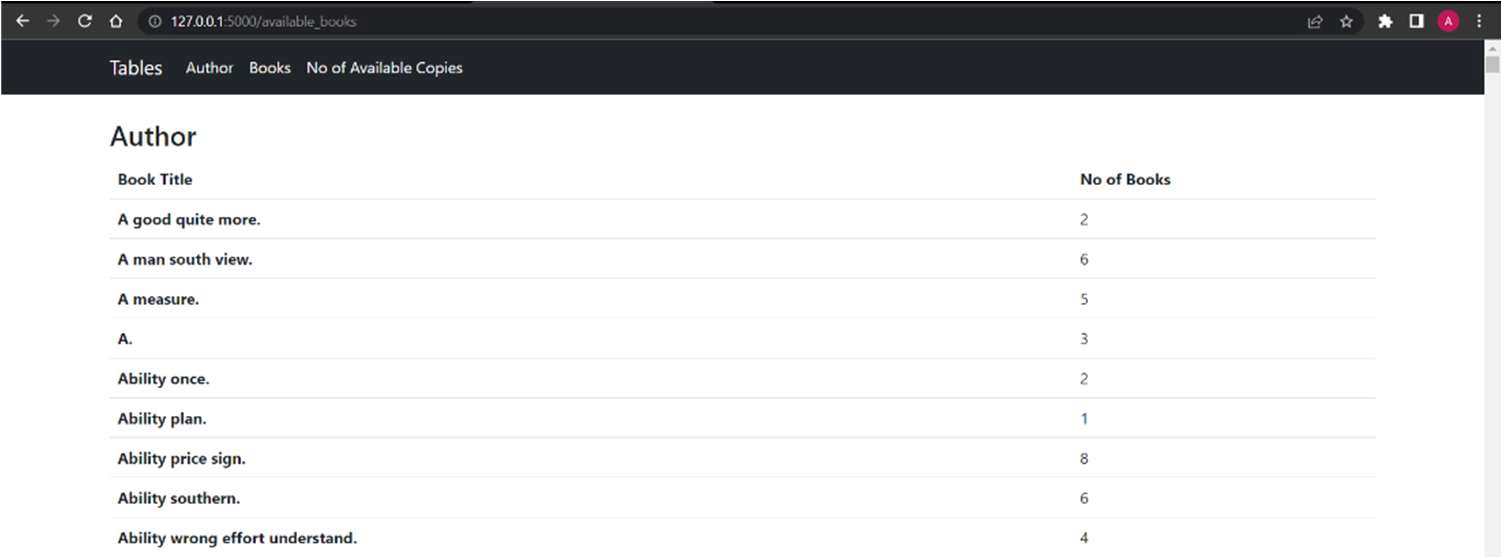 127.0.0.1:5000/available_books A
Tables Author Books No of Available Copies
Author
Book Title No of Books
A good quite more. 2
A man south view. 6
A measure. 5
A. 3
Ability once. 2
Ability plan. 1
Ability price sign. 8
Ability southern. 6
Ability wrong effort understand. 4